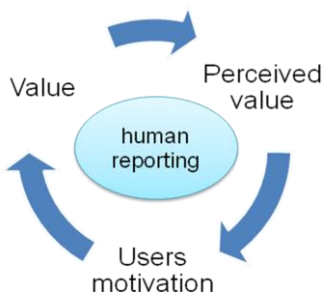 Value
Perceived
value
human
reporting
Users
motivation